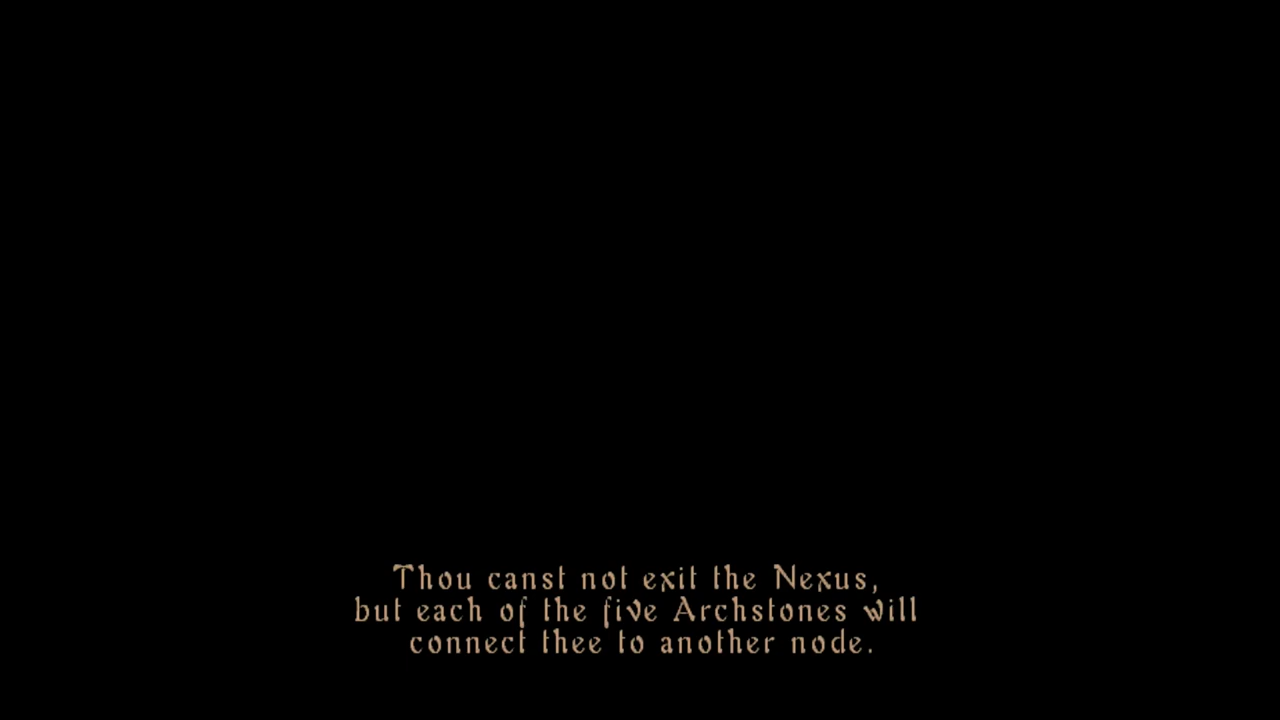 Thou canst not exit the Nexus,
but each of the five Archstones will
connect thee to another node.